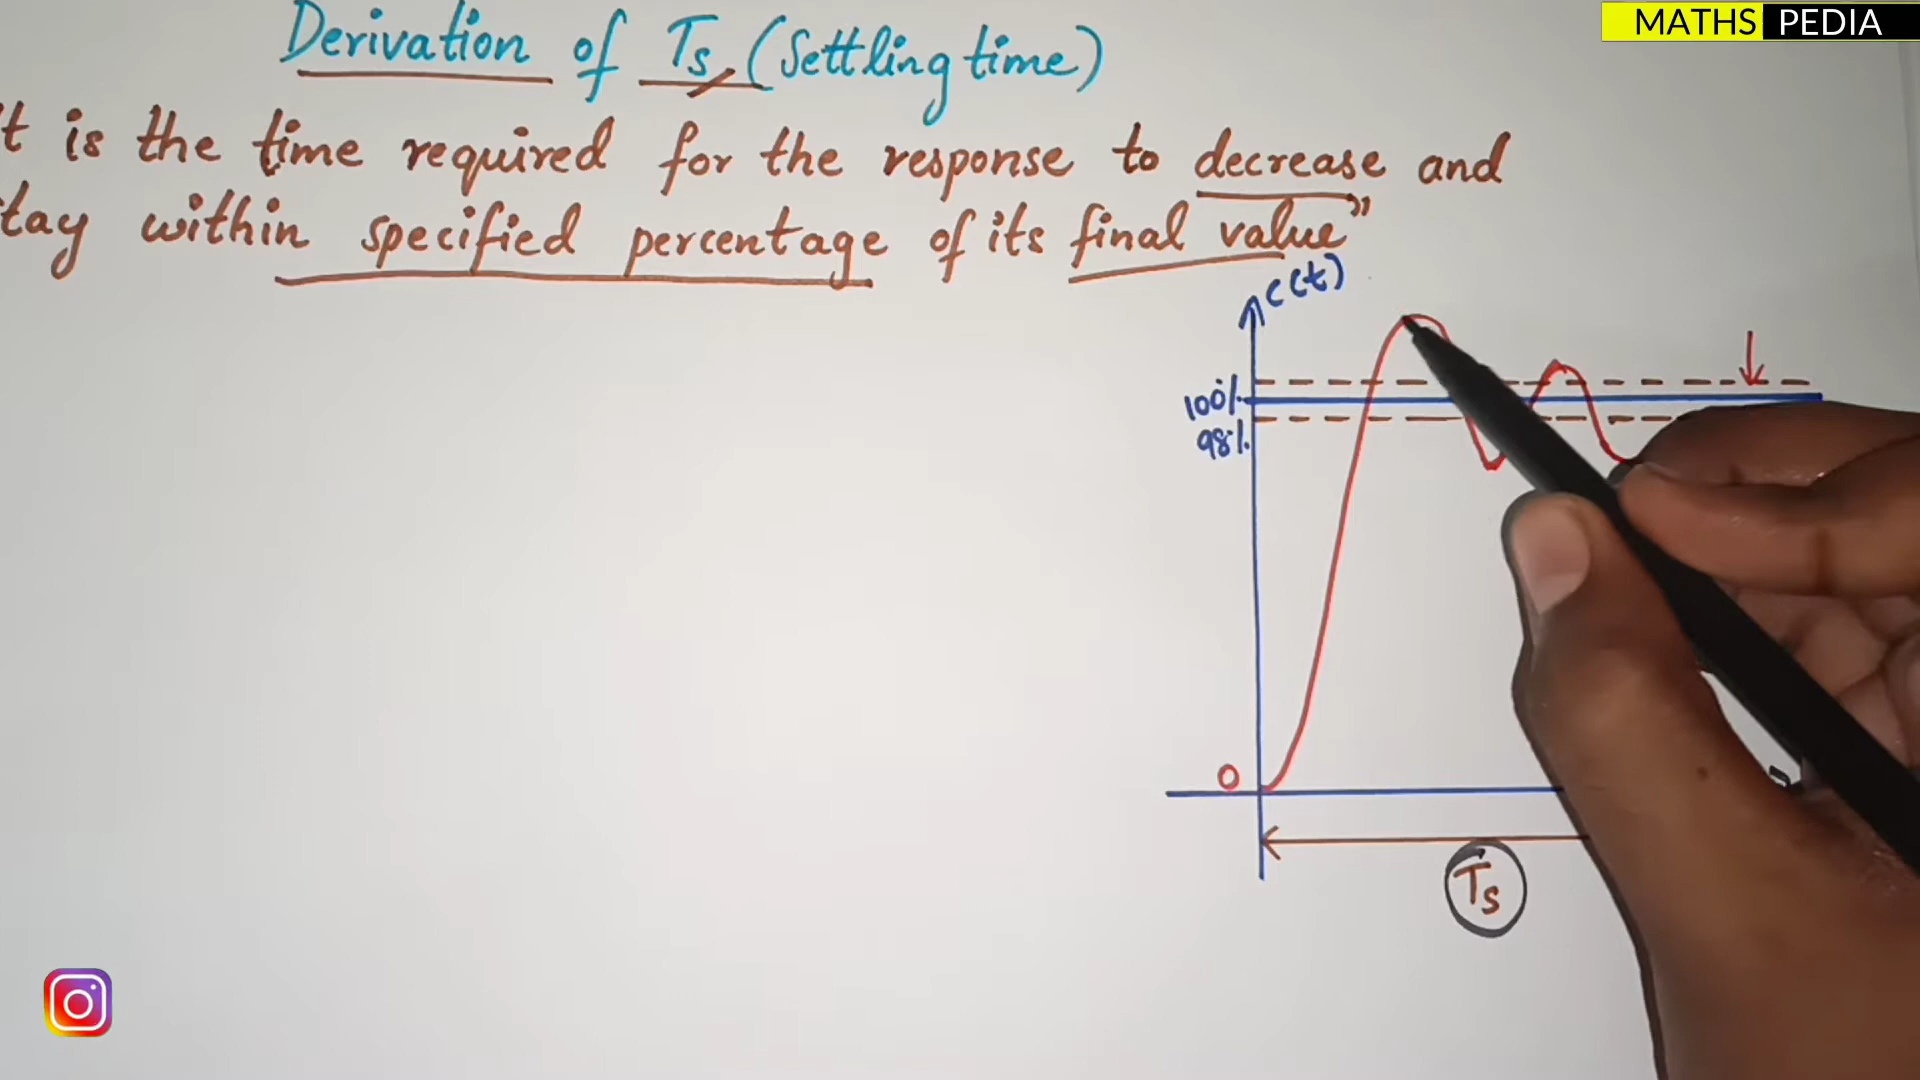 MATHS PEDIA
Derivation of Ts (Settling time)
t is the time required for the response to decrease and
tay within specified percentage of its final value"
c(t)
100%
98%
0
Ts